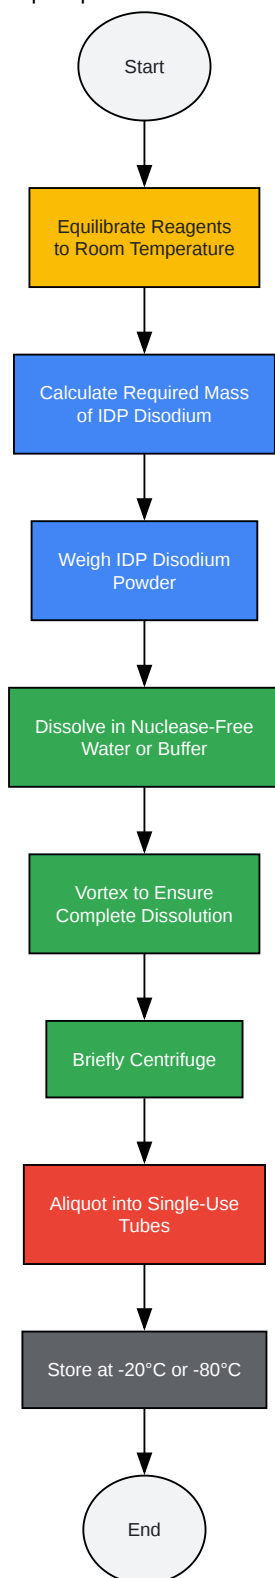 Start
Equilibrate Reagents
to Room Temperature
Calculate Required Mass
of IDP Disodium
Weigh IDP Disodium
Powder
Dissolve in Nuclease-Free
Water or Buffer
Vortex to Ensure
Complete Dissolution
Briefly Centrifuge
Aliquot into Single-Use
Tubes
Store at -20°C or -80°C
End